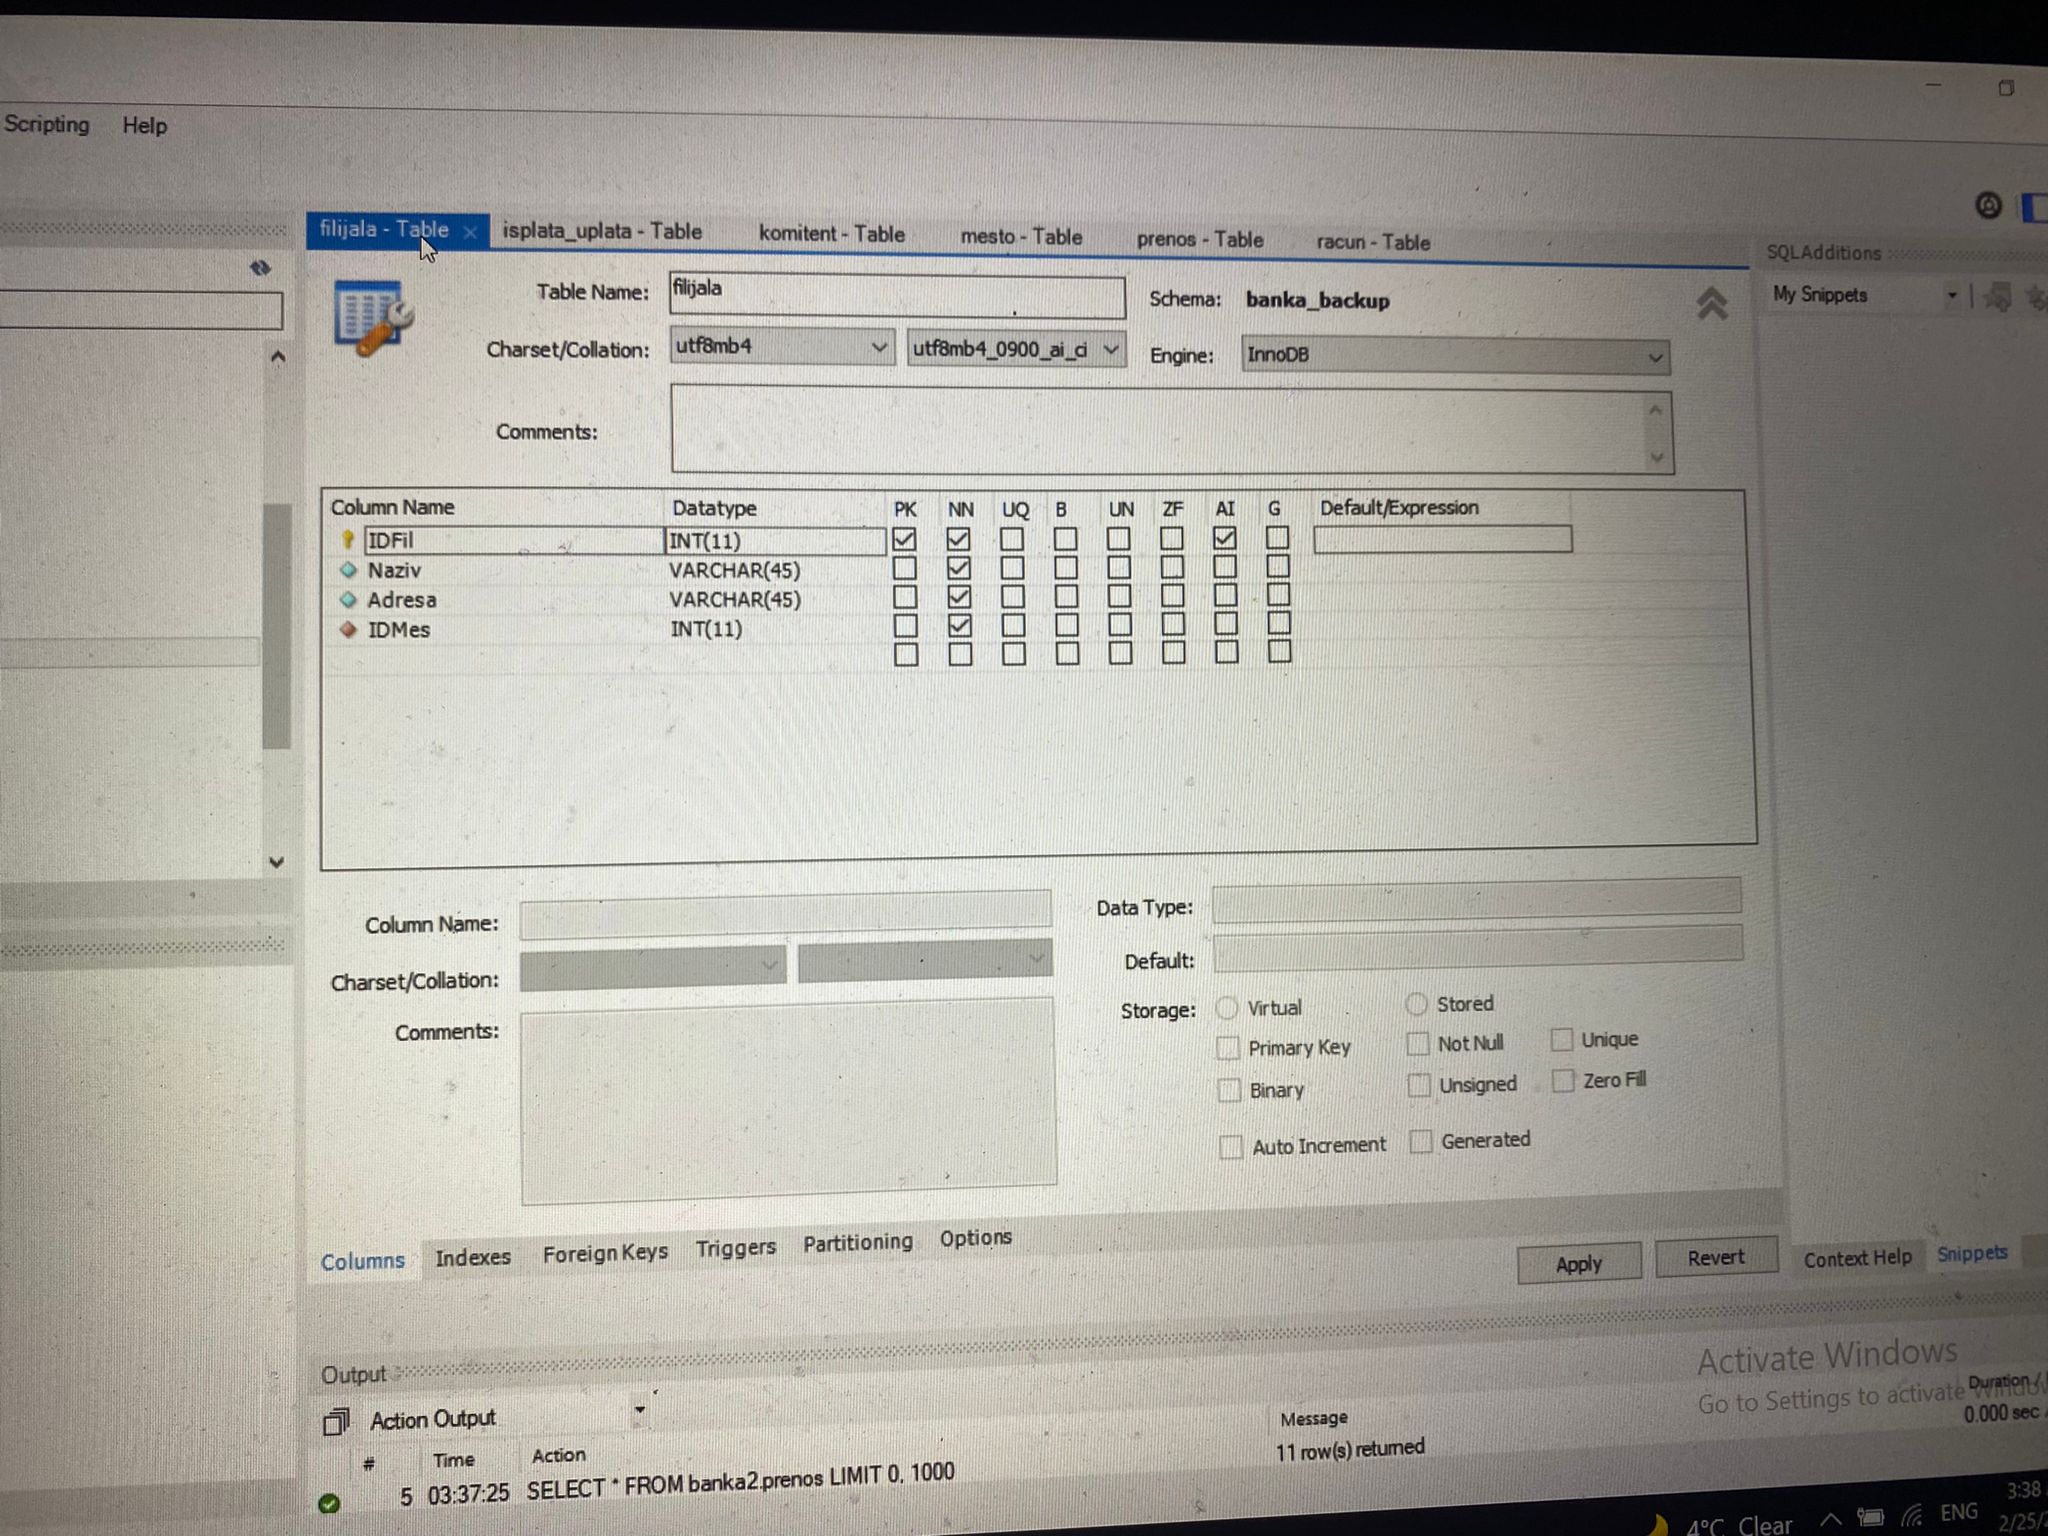 Scripting Help
filijala - Table isplata_uplata - Table komitent - Table mesto - Table prenos - Table racun - Table
SQLAdditions
My Snippets
Table Name: filijala Schema: banka_backup
Charset/Collation: utf8mb4 utf8mb4_0900_ai_ci Engine: InnoDB
Comments:
Column Name Datatype PK NN UQ B UN ZF AI G Default/Expression
IDFil INT(11)
Naziv VARCHAR(45)
Adresa VARCHAR(45)
IDMes INT(11)
Column Name: Data Type:
Charset/Collation: Default:
Comments: Storage: Virtual Stored
Primary Key Not Null Unique
Binary Unsigned Zero Fill
Auto Increment Generated
Columns Indexes Foreign Keys Triggers Partitioning Options
Apply Revert Context Help Snippets
Output
Activate Windows
Go to Settings to activate Windows
Action Output
# Time Action Message Duration /
5 03:37:25 SELECT * FROM banka2.prenos LIMIT 0, 1000 11 row(s) returned 0.000 sec
4°C Clear ENG 3:38
2/25/